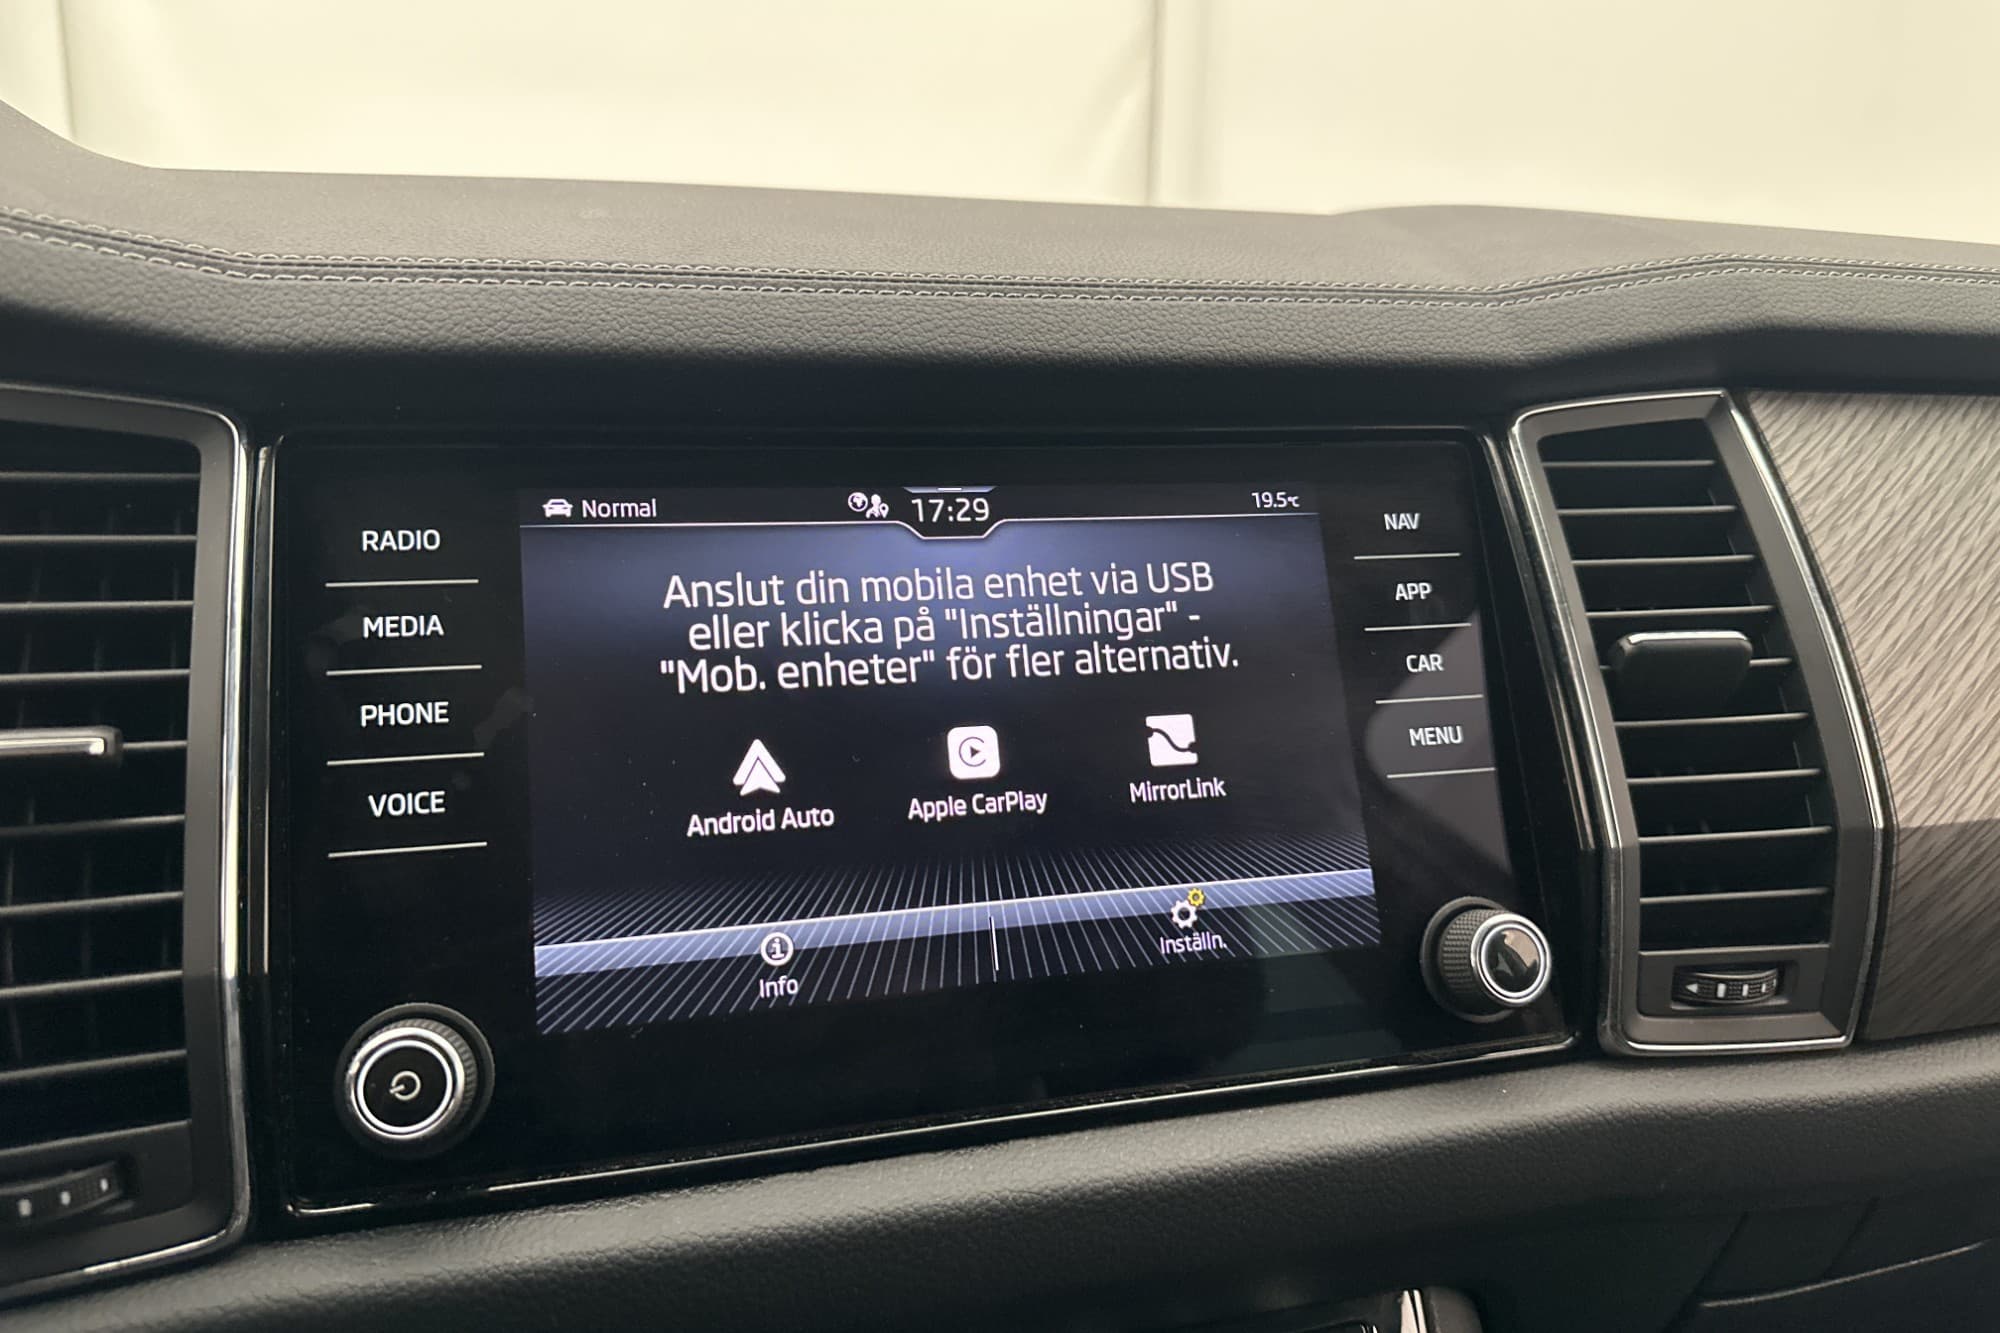 Normal
17:29
19.5°C
RADIO
MEDIA
PHONE
VOICE
Anslut din mobila enhet via USB
eller klicka på "Inställningar" -
"Mob. enheter" för fler alternativ.
Android Auto
Apple CarPlay
MirrorLink
Info
Inställn.
NAV
APP
CAR
MENU